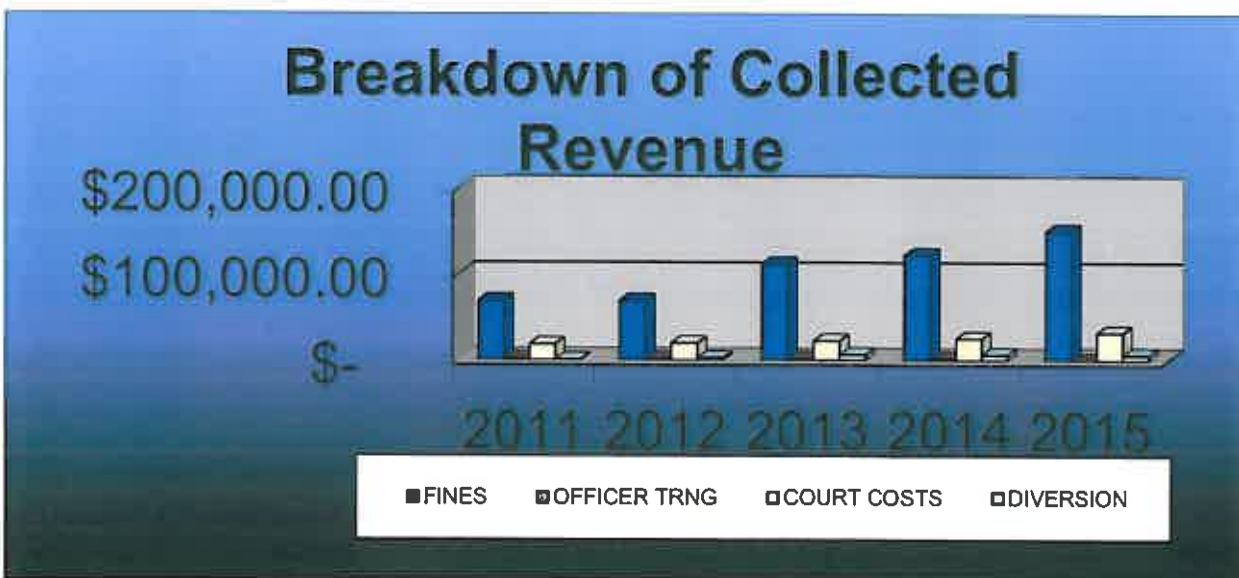 Breakdown of Collected
Revenue
$200,000.00
$100,000.00
$-
2011 2012 2013 2014 2015
FINES OFFICER TRNG COURT COSTS DIVERSION